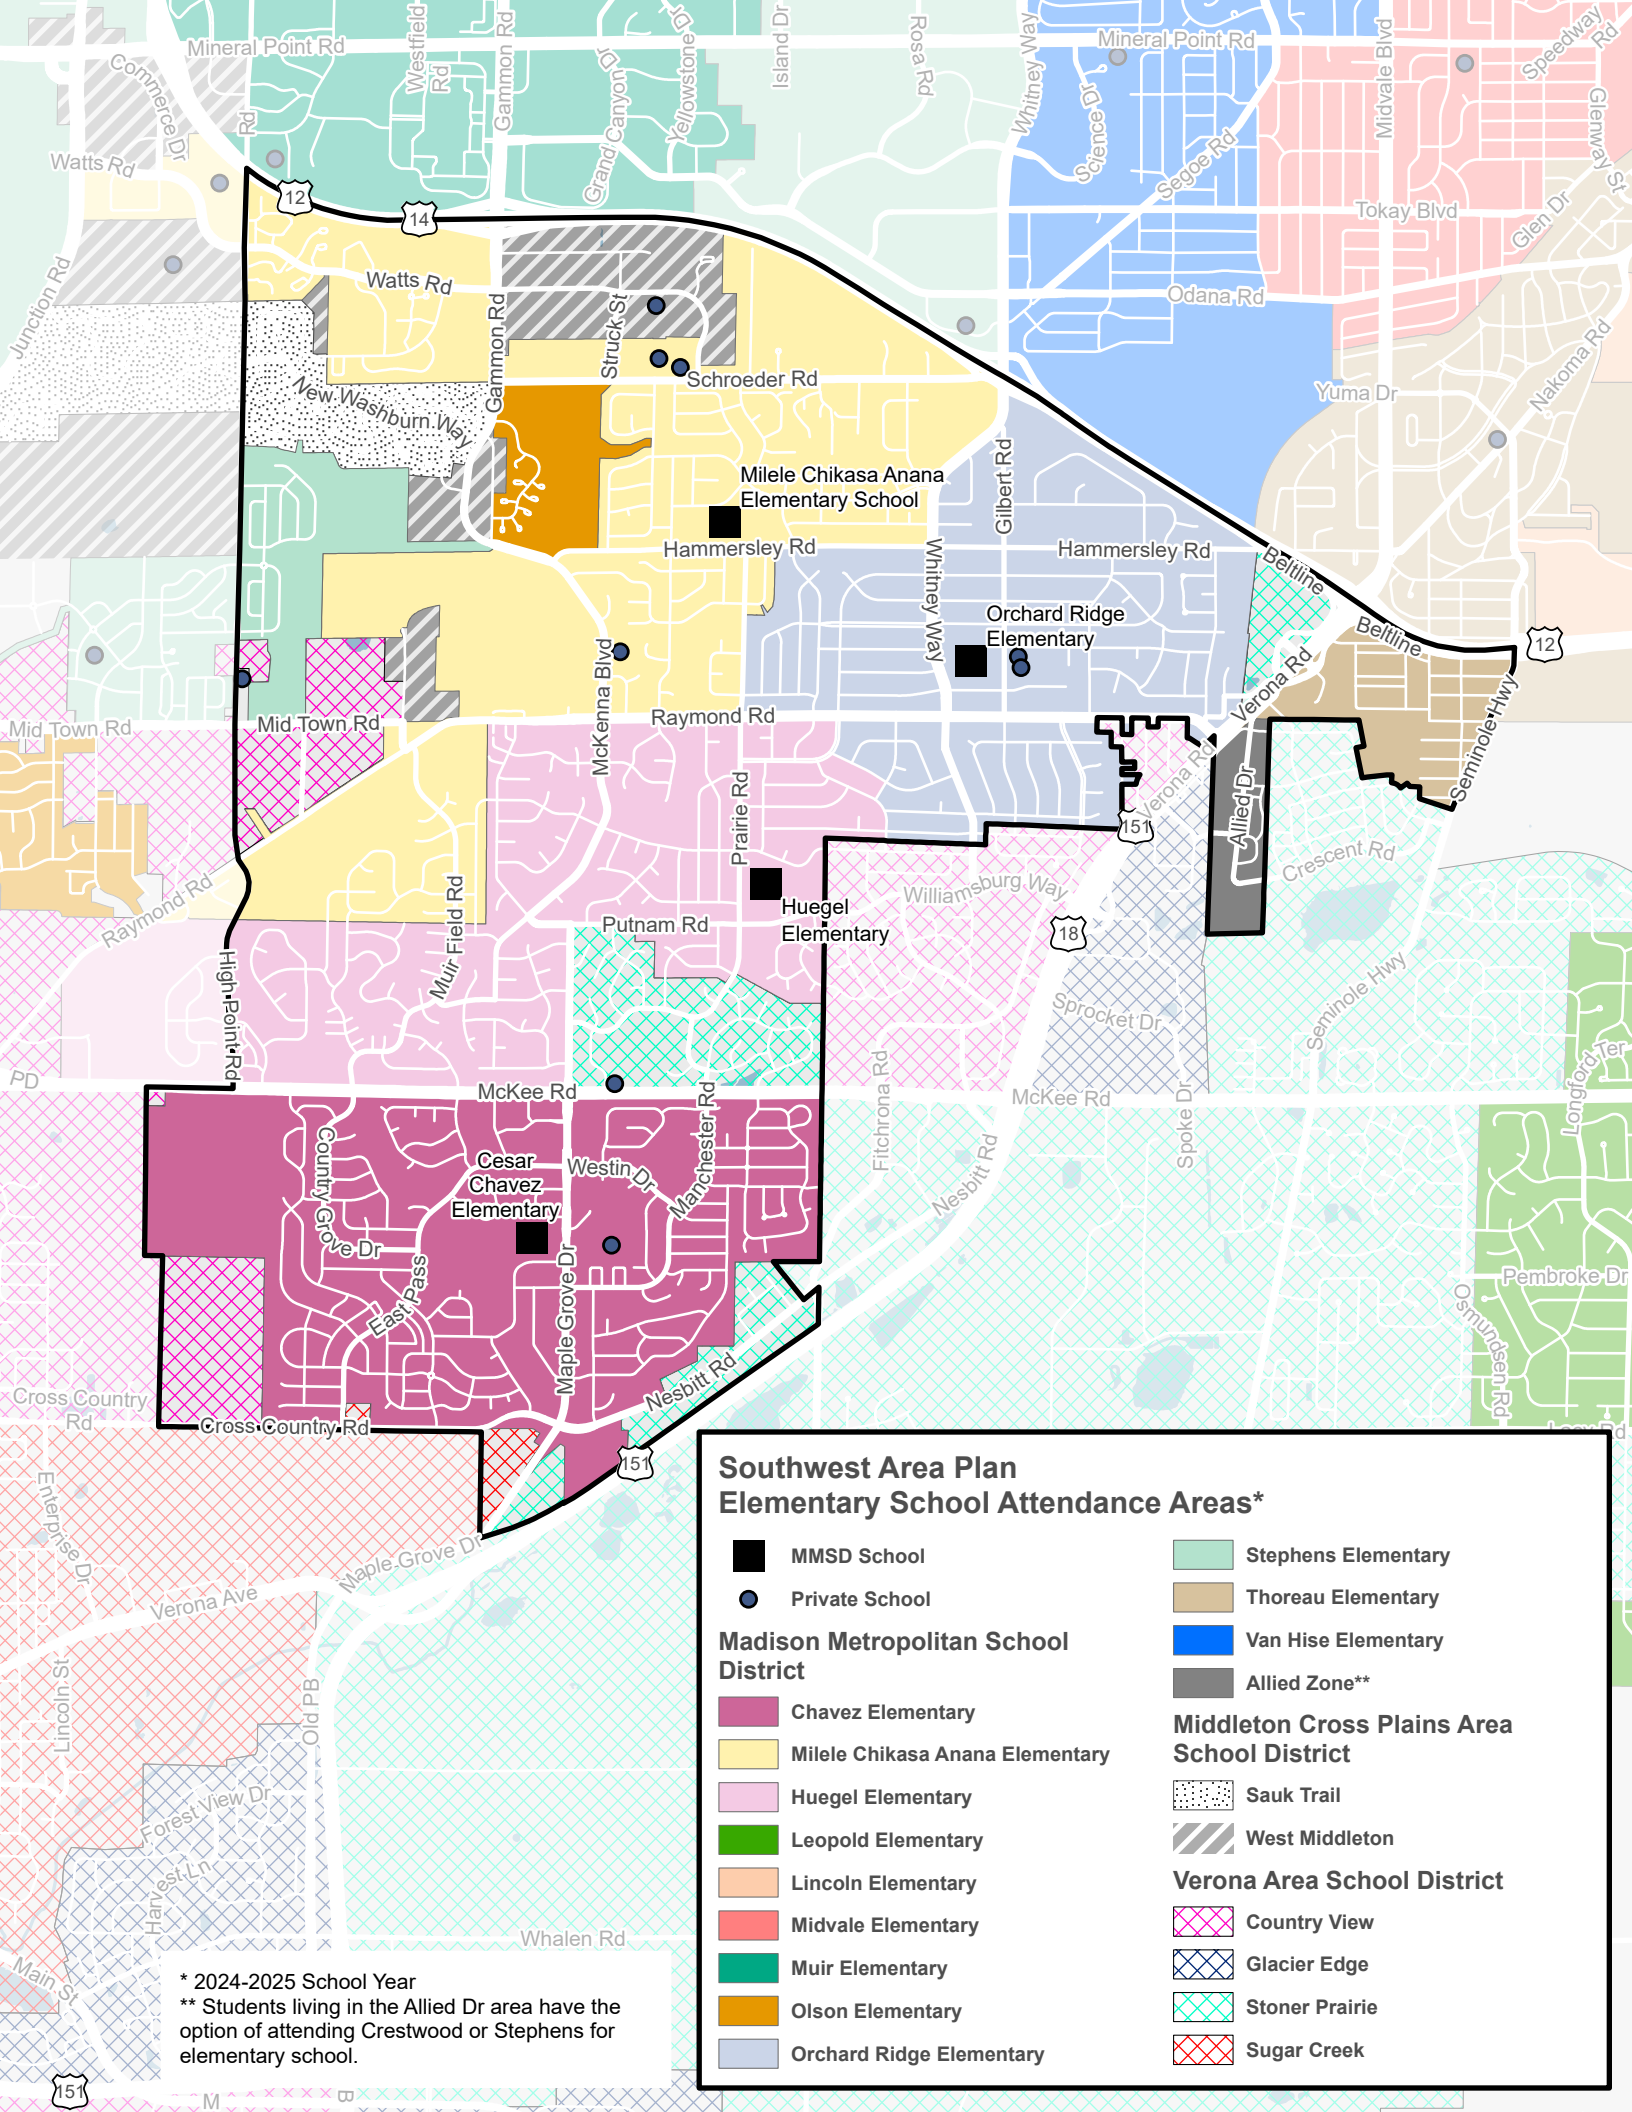 Mineral Point Rd
Commerce Dr
Westfield
Rd
Gammon Rd
Grand Canyon Dr
Yellowstone Dr
Island Dr
Rosa Rd
Whitney Way
Science Dr
Mineral Point Rd
Segoe Rd
Midvale Blvd
Speedway
Rd
Glenway St
Rd
Watts Rd
12
14
Tokay Blvd
Glen Dr
Junction Rd
Watts Rd
Gammon Rd
Struck St
Odana Rd
Schroeder Rd
New Washburn Way
Yuma Dr
Nakoma Rd
Milele Chikasa Anana
Elementary School
Gilbert Rd
Hammersley Rd
Whitney Way
Hammersley Rd
Beltline
Orchard Ridge
Elementary
Beltline
12
McKenna Blvd
Verona Rd
Seminole Hwy
Mid Town Rd
Mid Town Rd
Raymond Rd
Verona Rd
151
Allied Dr
Prairie Rd
Crescent Rd
Raymond Rd
Muir Field Rd
Huegel
Elementary
Williamsburg Way
Putnam Rd
18
High Point Rd
Sprocket Dr
Seminole Hwy
Longford Ter
PD
McKee Rd
Manchester Rd
Fitchrona Rd
McKee Rd
Spoke Dr
Country Grove Dr
Cesar
Chavez
Elementary
Westin Dr
Nesbitt Rd
East Pass
Maple Grove Dr
Pembroke Dr
Osmundsen Rd
Cross Country
Rd
Cross Country Rd
Nesbitt Rd
151
Enterprise Dr
Maple Grove Dr
Verona Ave
Lincoln St
Old PB
Forest View Dr
Harvest Ln
Main St
Whalen Rd
151
M
B
Southwest Area Plan
Elementary School Attendance Areas*
MMSD School
Private School
Madison Metropolitan School
District
Chavez Elementary
Milele Chikasa Anana Elementary
Huegel Elementary
Leopold Elementary
Lincoln Elementary
Midvale Elementary
Muir Elementary
Olson Elementary
Orchard Ridge Elementary
Stephens Elementary
Thoreau Elementary
Van Hise Elementary
Allied Zone**
Middleton Cross Plains Area
School District
Sauk Trail
West Middleton
Verona Area School District
Country View
Glacier Edge
Stoner Prairie
Sugar Creek
* 2024-2025 School Year
** Students living in the Allied Dr area have the
option of attending Crestwood or Stephens for
elementary school.